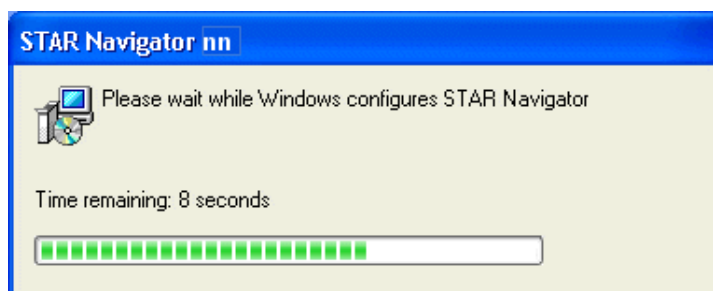 STAR Navigator nn
Please wait while Windows configures STAR Navigator
Time remaining: 8 seconds